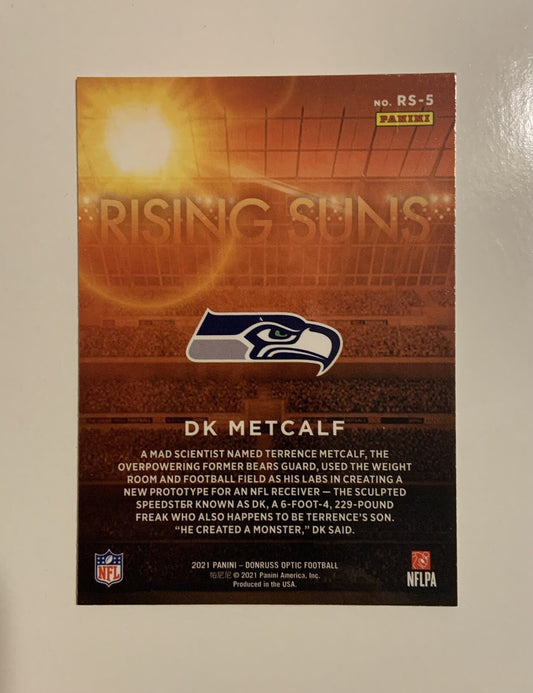 NO. RS-5
PANINI
RISING SUNS
DK METCALF
A MAD SCIENTIST NAMED TERRENCE METCALF, THE
OVERPOWERING FORMER BEARS GUARD, USED THE WEIGHT
ROOM AND FOOTBALL FIELD AS HIS LABS IN CREATING A
NEW PROTOTYPE FOR AN NFL RECEIVER — THE SCULPTED
SPEEDSTER KNOWN AS DK, A 6-FOOT-4, 229-POUND
FREAK WHO ALSO HAPPENS TO BE TERRENCE'S SON.
"HE CREATED A MONSTER," DK SAID.
NFL
2021 PANINI – DONRUSS OPTIC FOOTBALL
帕尼尼 © 2021 Panini America, Inc.
Produced in the USA.
NFLPA